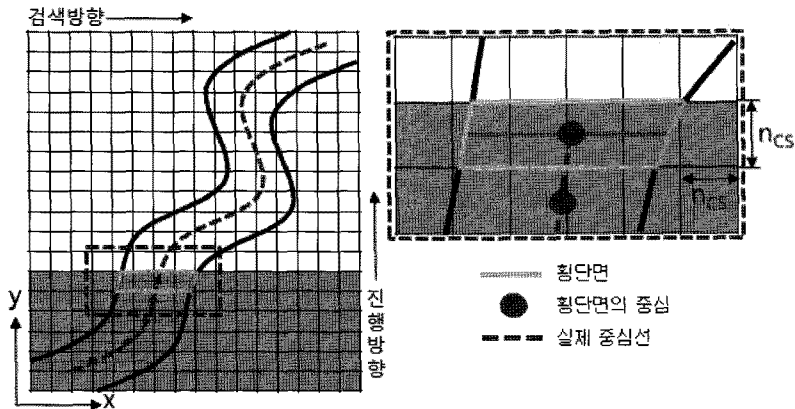 검색방향
y
x
진행방향
n_cs
n_cs
횡단면
횡단면의 중심
실제 중심선